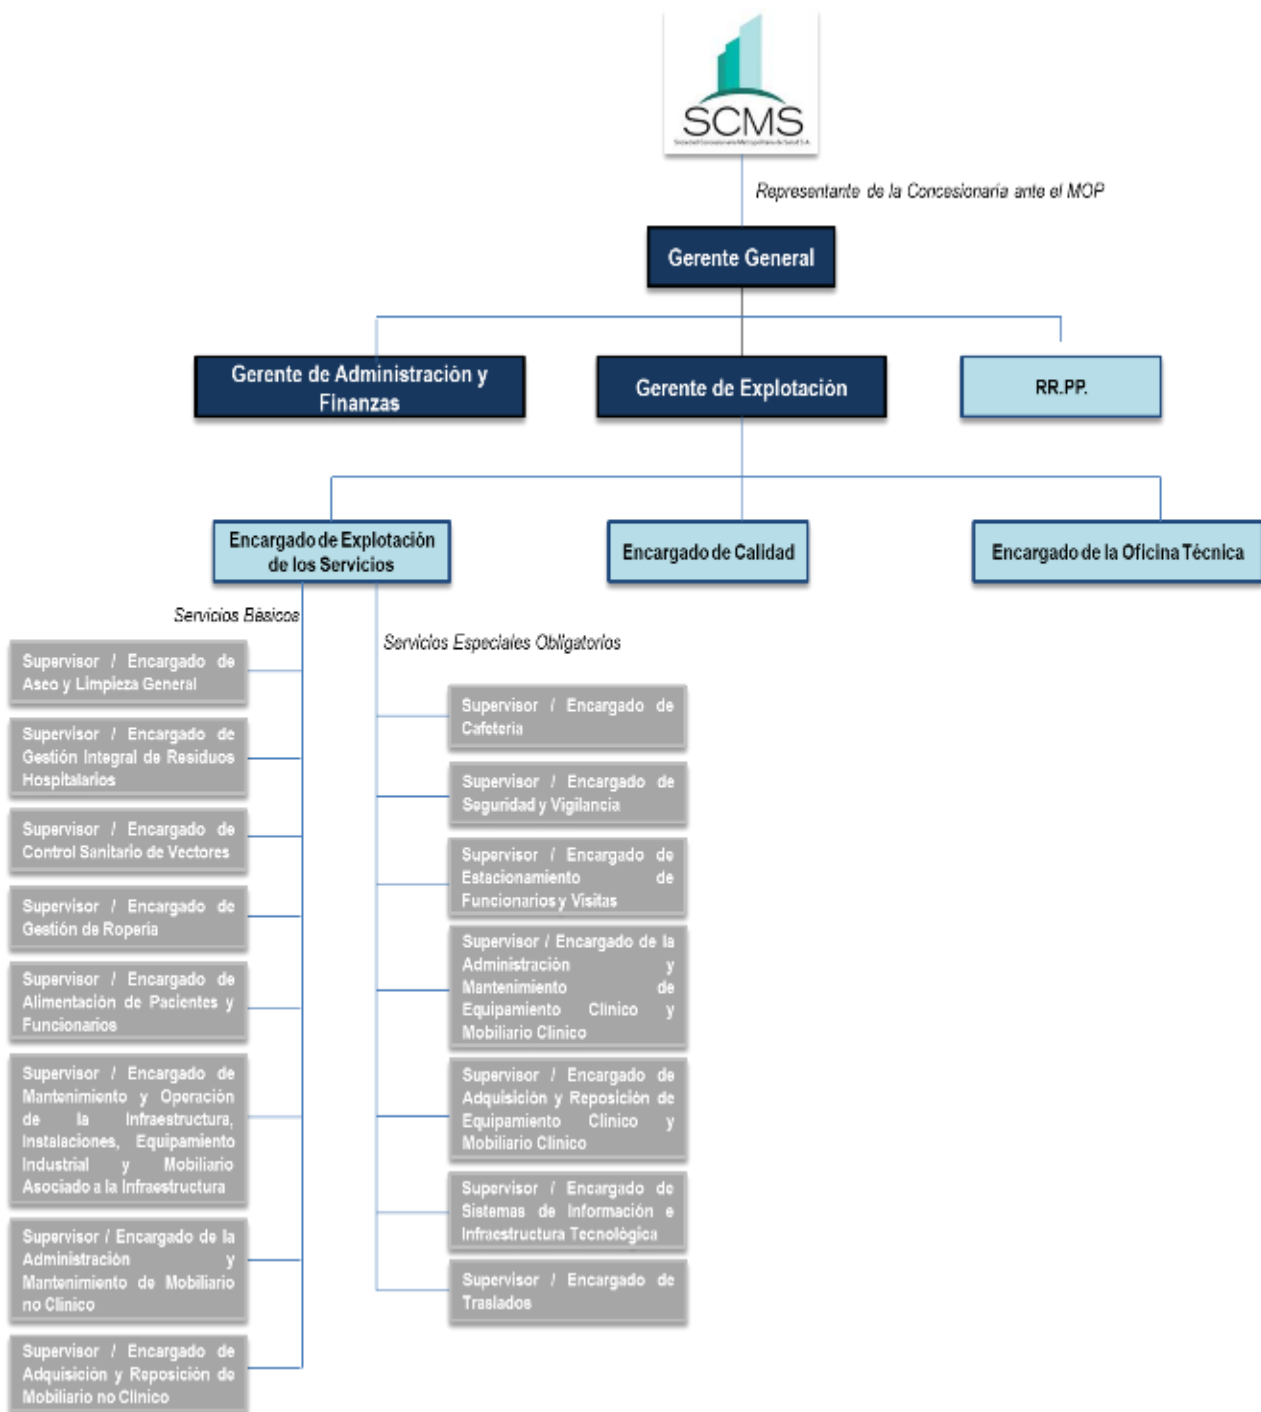 SCMS
Sociedad Concesionaria Metropolitana de Salud S.A.
Representante de la Concesionaria ante el MOP
Gerente General
Gerente de Administración y
Finanzas
Gerente de Explotación
RR.PP.
Encargado de Explotación
de los Servicios
Encargado de Calidad
Encargado de la Oficina Técnica
Servicios Básicos
Supervisor / Encargado de
Aseo y Limpieza General
Supervisor / Encargado de
Gestión Integral de Residuos
Hospitalarios
Supervisor / Encargado de
Control Sanitario de Vectores
Supervisor / Encargado de
Gestión de Ropería
Supervisor / Encargado de
Alimentación de Pacientes y
Funcionarios
Supervisor / Encargado de
Mantenimiento y Operación
de la Infraestructura,
Instalaciones, Equipamiento
Industrial y Mobiliario
Asociado a la Infraestructura
Supervisor / Encargado de la
Administración y
Mantenimiento de Mobiliario
no Clínico
Supervisor / Encargado de
Adquisición y Reposición de
Mobiliario no Clínico
Servicios Especiales Obligatorios
Supervisor / Encargado de
Cafetería
Supervisor / Encargado de
Seguridad y Vigilancia
Supervisor / Encargado de
Estacionamiento de
Funcionarios y Visitas
Supervisor / Encargado de la
Administración y
Mantenimiento de
Equipamiento Clínico y
Mobiliario Clínico
Supervisor / Encargado de
Adquisición y Reposición de
Equipamiento Clínico y
Mobiliario Clínico
Supervisor / Encargado de
Sistemas de Información e
Infraestructura Tecnológica
Supervisor / Encargado de
Traslados